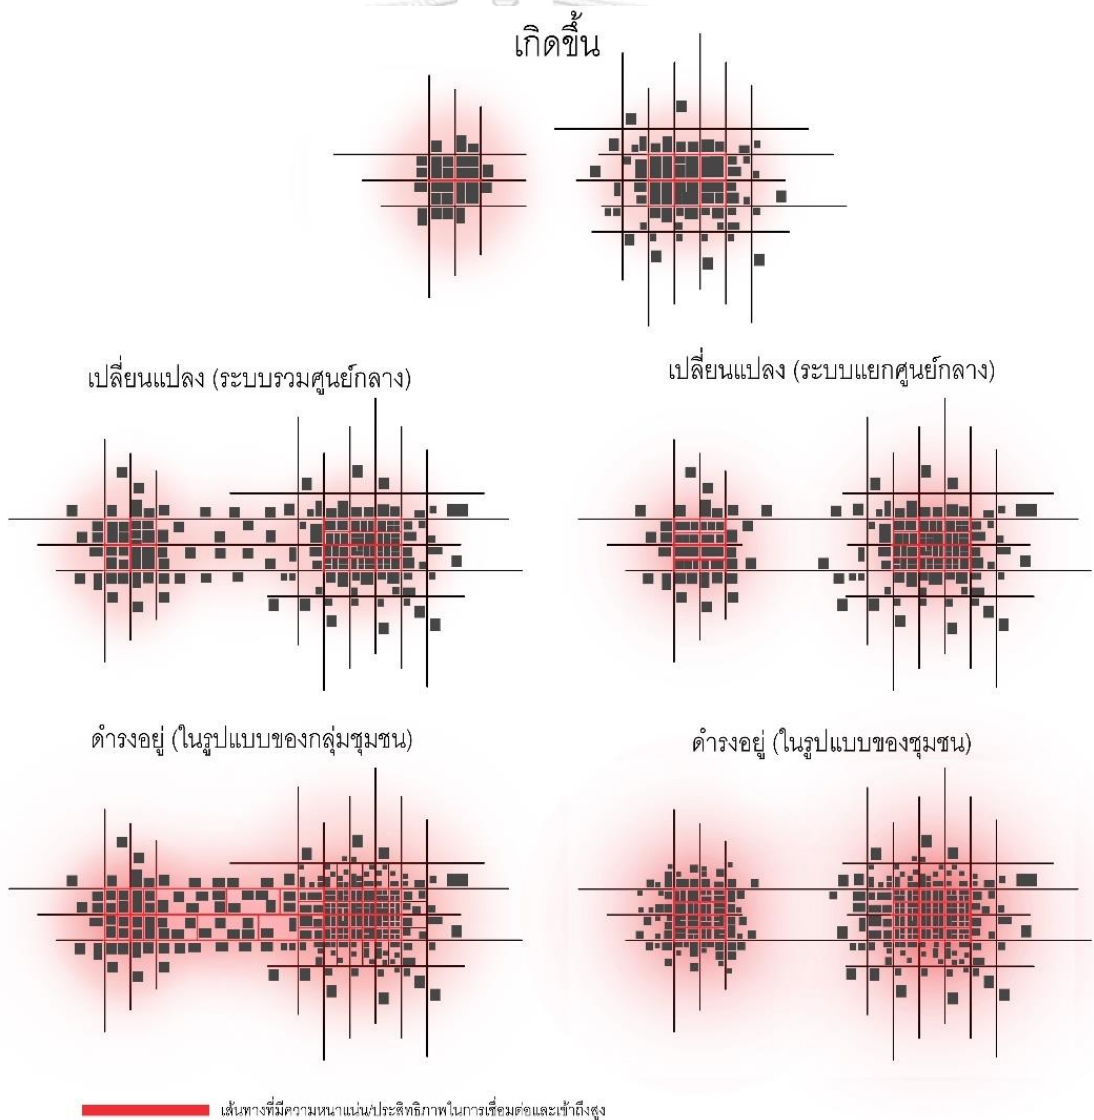 เกิดขึ้น
เปลี่ยนแปลง (ระบบรวมศูนย์กลาง)
เปลี่ยนแปลง (ระบบแยกศูนย์กลาง)
ดำรงอยู่ (ในรูปแบบของกลุ่มชุมชน)
ดำรงอยู่ (ในรูปแบบของชุมชน)
เส้นทางที่มีความหนาแน่น/ประสิทธิภาพในการเชื่อมต่อและเข้าถึงสูง